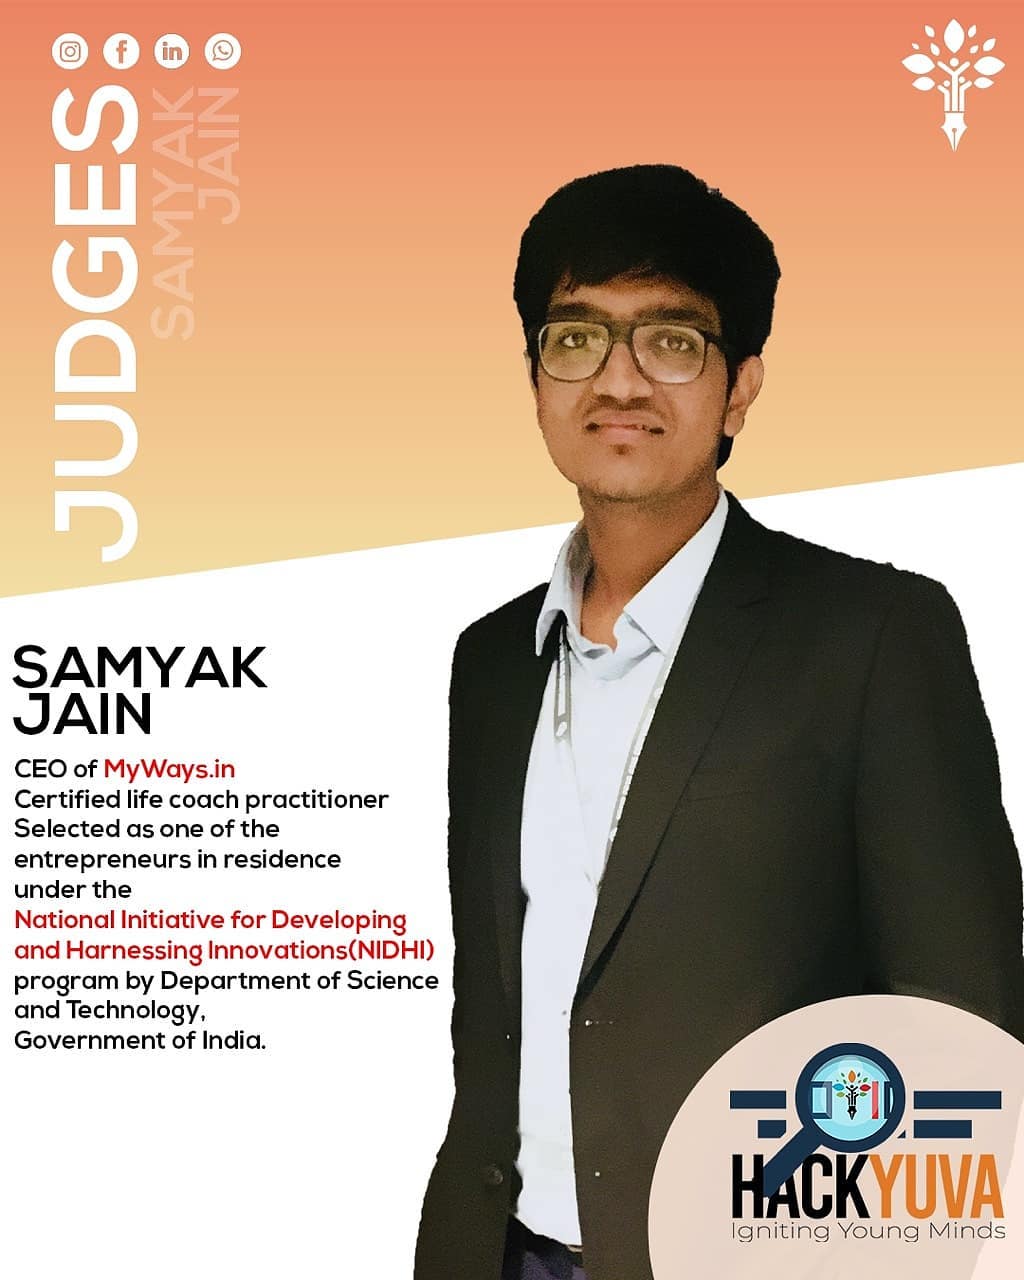 JUDGES
SAMYAK
JAIN
SAMYAK
JAIN
CEO of MyWays.in
Certified life coach practitioner
Selected as one of the
entrepreneurs in residence
under the
National Initiative for Developing
and Harnessing Innovations(NIDHI)
program by Department of Science
and Technology,
Government of India.
HACKYUVA
Igniting Young Minds